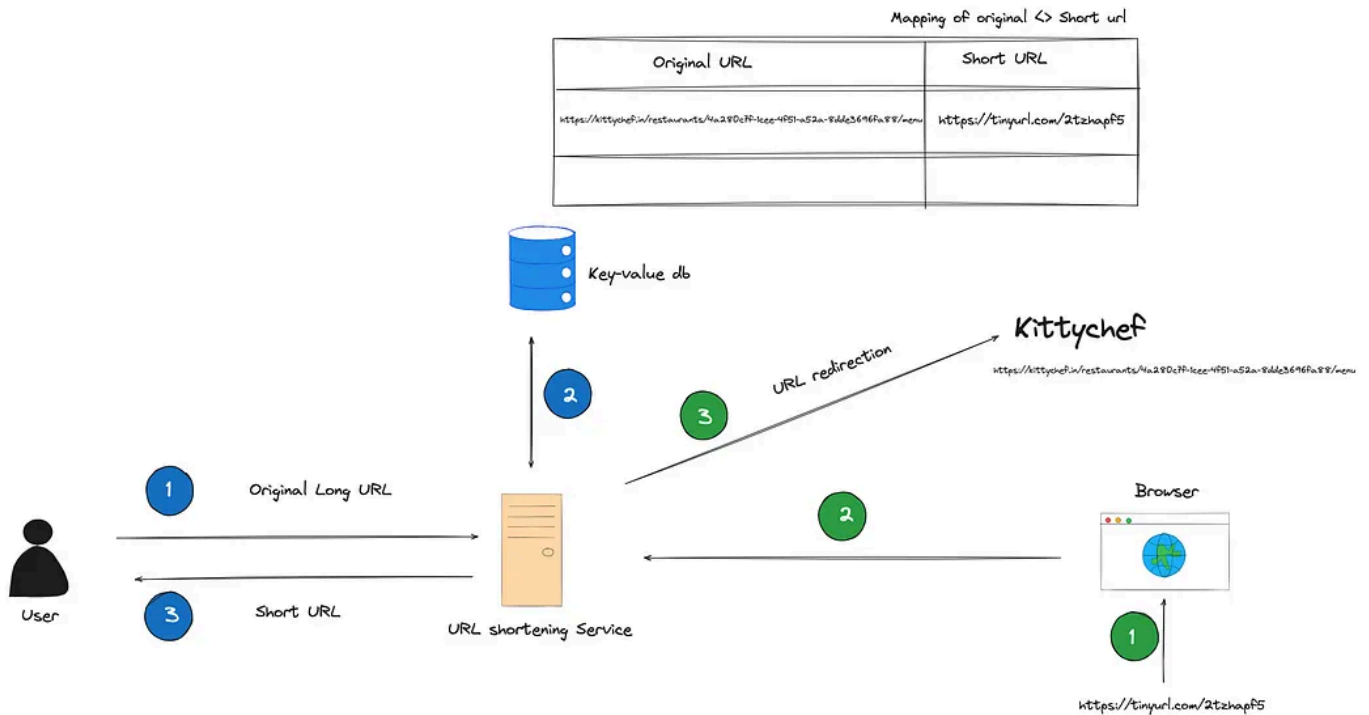 Mapping of original <> Short url
Original URL
Short URL
https://kittychef.in/restaurants/4a280c7f-1cee-4f51-a52a-8dde3696fa88/menu
https://tinyurl.com/2tzhapf5
Key-value db
Kittychef
https://kittychef.in/restaurants/4a280c7f-1cee-4f51-a52a-8dde3696fa88/menu
URL redirection
2
3
1
Original Long URL
2
Browser
User
3
Short URL
URL shortening Service
1
https://tinyurl.com/2tzhapf5